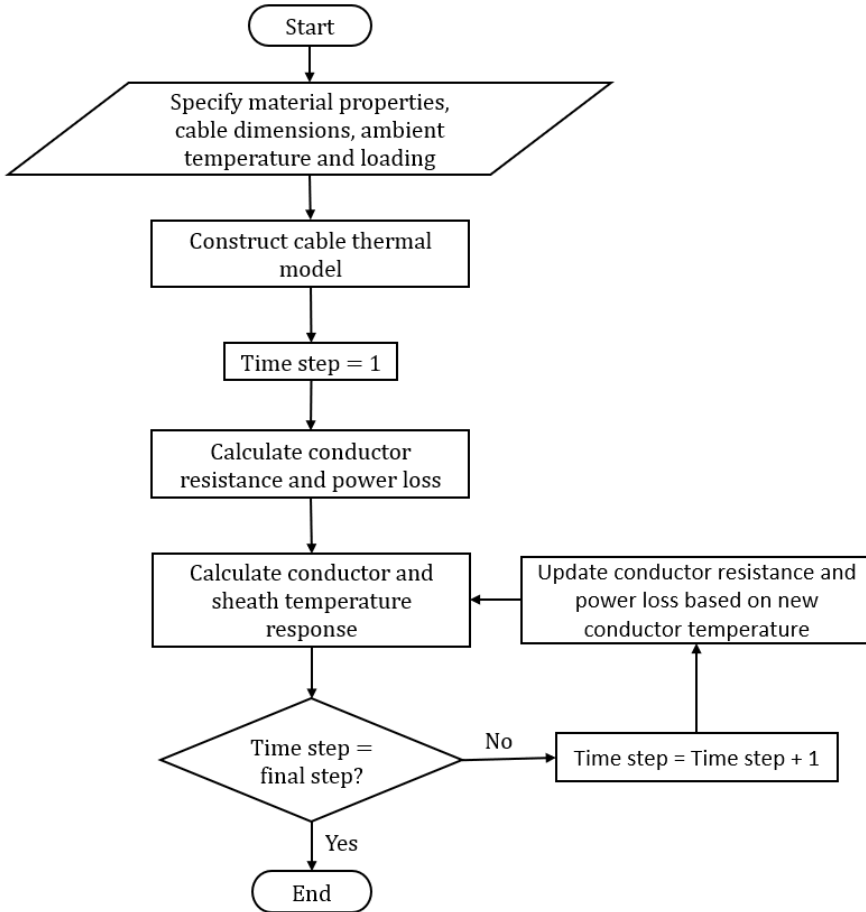 Start
Specify material properties,
cable dimensions, ambient
temperature and loading
Construct cable thermal
model
Time step = 1
Calculate conductor
resistance and power loss
Calculate conductor and
sheath temperature
response
Update conductor resistance and
power loss based on new
conductor temperature
Time step =
final step?
No
Time step = Time step + 1
Yes
End